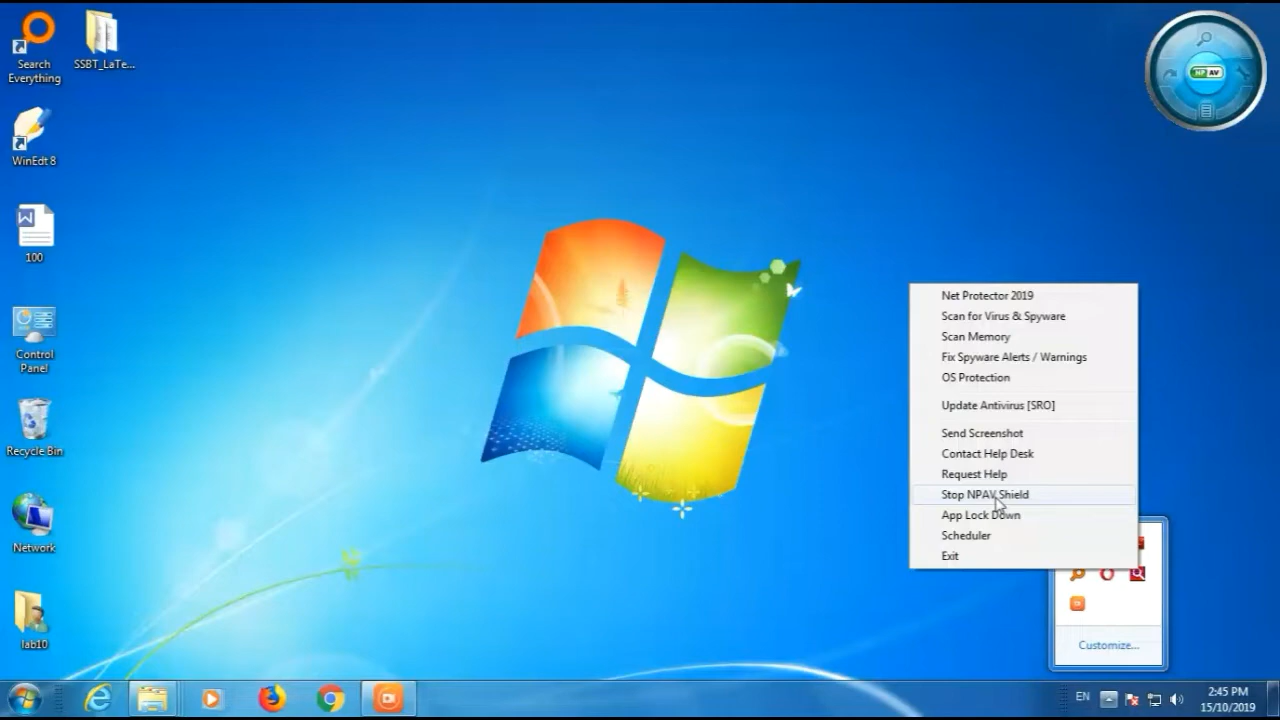 Search
Everything
SSBT_LaTe...
WinEdt 8
100
Control
Panel
Recycle Bin
Network
lab10
NPAV
Net Protector 2019
Scan for Virus & Spyware
Scan Memory
Fix Spyware Alerts / Warnings
OS Protection
Update Antivirus [SRO]
Send Screenshot
Contact Help Desk
Request Help
Stop NPAV Shield
App Lock Down
Scheduler
Exit
Customize...
EN
2:45 PM
15/10/2019